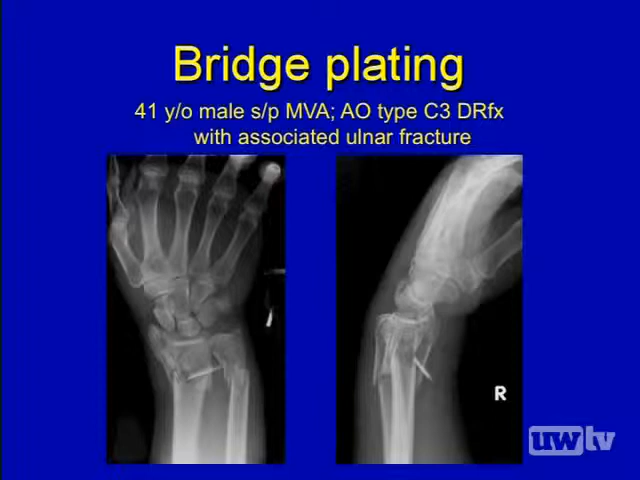 Bridge plating
41 y/o male s/p MVA; AO type C3 DRfx
with associated ulnar fracture
R
uwtv